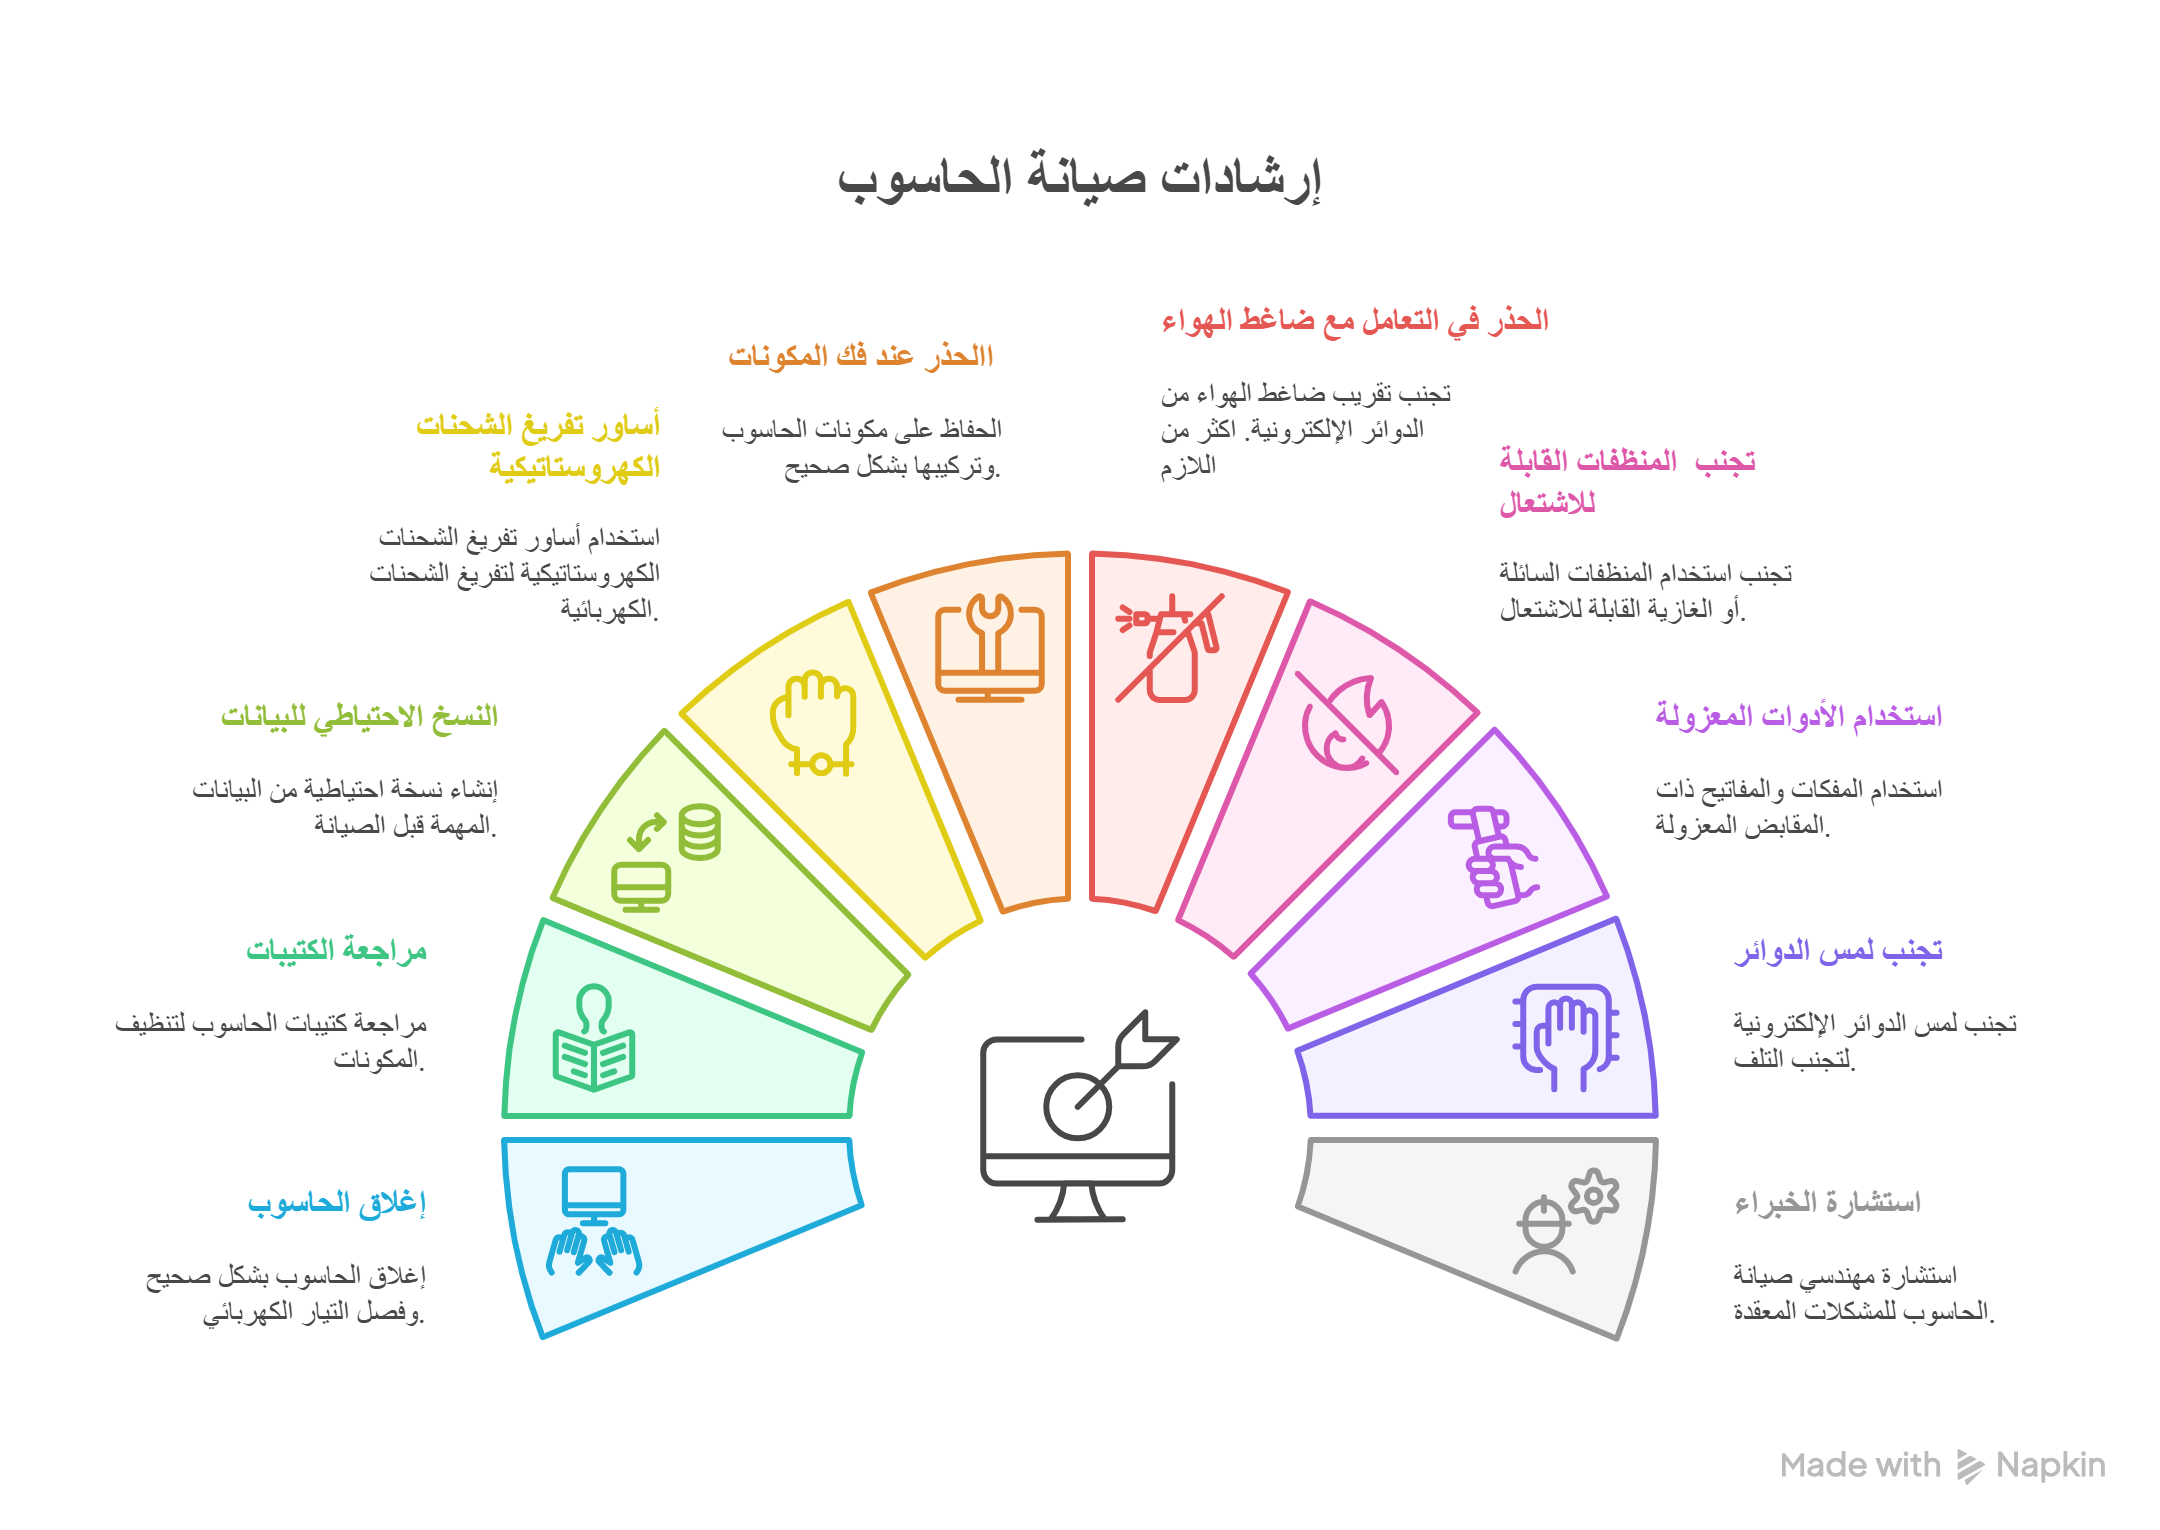 إرشادات صيانة الحاسوب
الحذر في التعامل مع ضاغط الهواء
تجنب تقريب ضاغط الهواء من
الدوائر الإلكترونية. اكثر من
اللازم
االحذر عند فك المكونات
الحفاظ على مكونات الحاسوب
وتركيبها بشكل صحيح.
أساور تفريغ الشحنات
الكهروستاتيكية
استخدام أساور تفريغ الشحنات
الكهروستاتيكية لتفريغ الشحنات
الكهربائية.
تجنب المنظفات القابلة
للاشتعال
تجنب استخدام المنظفات السائلة
أو الغازية القابلة للاشتعال.
النسخ الاحتياطي للبيانات
إنشاء نسخة احتياطية من البيانات
المهمة قبل الصيانة.
استخدام الأدوات المعزولة
استخدام المفكات والمفاتيح ذات
المقابض المعزولة.
مراجعة الكتيبات
مراجعة كتيبات الحاسوب لتنظيف
المكونات.
تجنب لمس الدوائر
تجنب لمس الدوائر الإلكترونية
لتجنب التلف.
إغلاق الحاسوب
إغلاق الحاسوب بشكل صحيح
وفصل التيار الكهربائي.
استشارة الخبراء
استشارة مهندسي صيانة
الحاسوب للمشكلات المعقدة.
Made with Napkin